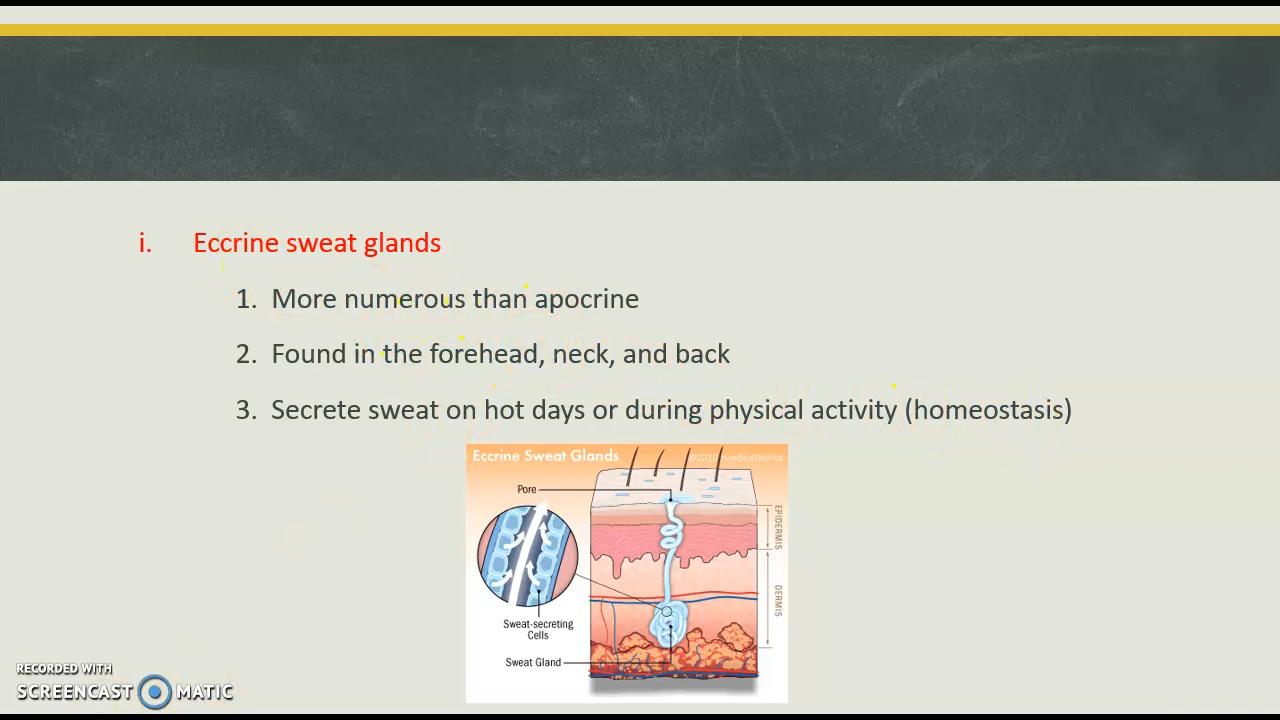 i. Eccrine sweat glands
1. More numerous than apocrine
2. Found in the forehead, neck, and back
3. Secrete sweat on hot days or during physical activity (homeostasis)
Eccrine Sweat Glands
HowStuffWorks
Pore
EPIDERMIS
DERMIS
Sweat-secreting
Cells
Sweat Gland
RECORDED WITH
SCREENCAST MATIC